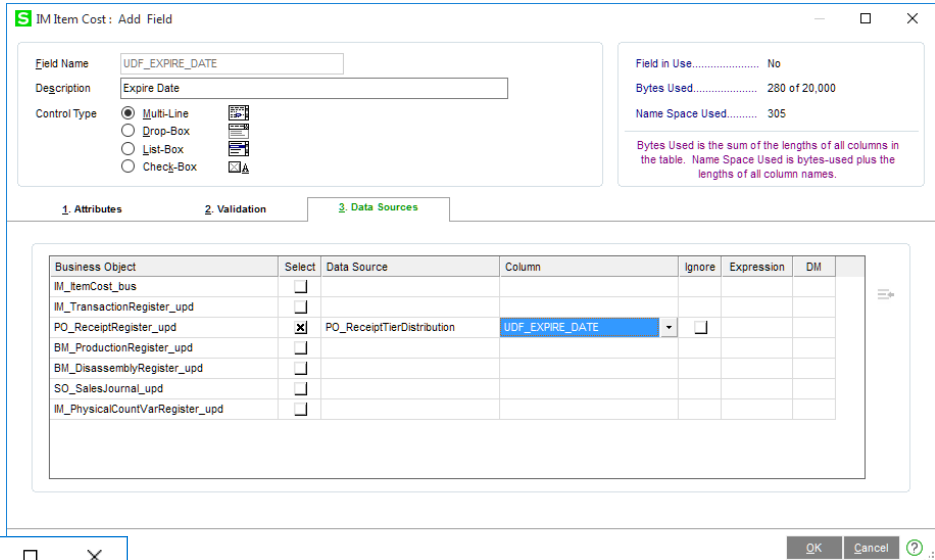 S IM Item Cost : Add Field
Field Name UDF_EXPIRE_DATE
Description Expire Date
Control Type Multi-Line
Drop-Box
List-Box
Check-Box
Field in Use...................... No
Bytes Used..................... 280 of 20,000
Name Space Used.......... 305
Bytes Used is the sum of the lengths of all columns in
the table. Name Space Used is bytes-used plus the
lengths of all column names.
1. Attributes 2. Validation 3. Data Sources
Business Object Select Data Source Column Ignore Expression DM
IM_ItemCost_bus
IM_TransactionRegister_upd
PO_ReceiptRegister_upd PO_ReceiptTierDistribution UDF_EXPIRE_DATE
BM_ProductionRegister_upd
BM_DisassemblyRegister_upd
SO_SalesJournal_upd
IM_PhysicalCountVarRegister_upd
OK Cancel ?